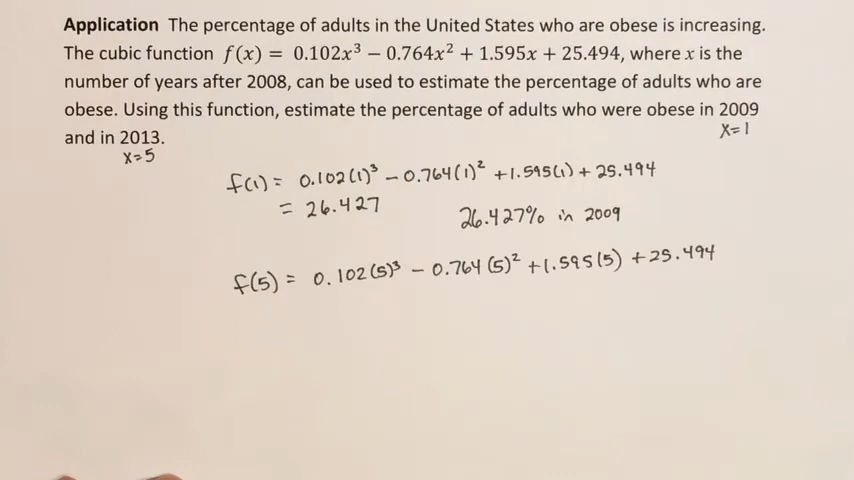 Application The percentage of adults in the United States who are obese is increasing.
The cubic function f(x) = 0.102x³ − 0.764x² + 1.595x + 25.494, where x is the
number of years after 2008, can be used to estimate the percentage of adults who are
obese. Using this function, estimate the percentage of adults who were obese in 2009
and in 2013.
x=1
x=5
f(1) = 0.102(1)³ − 0.764(1)² + 1.595(1) + 25.494
= 26.427
26.427% in 2009
f(5) = 0.102(5)³ − 0.764(5)² + 1.595(5) + 25.494